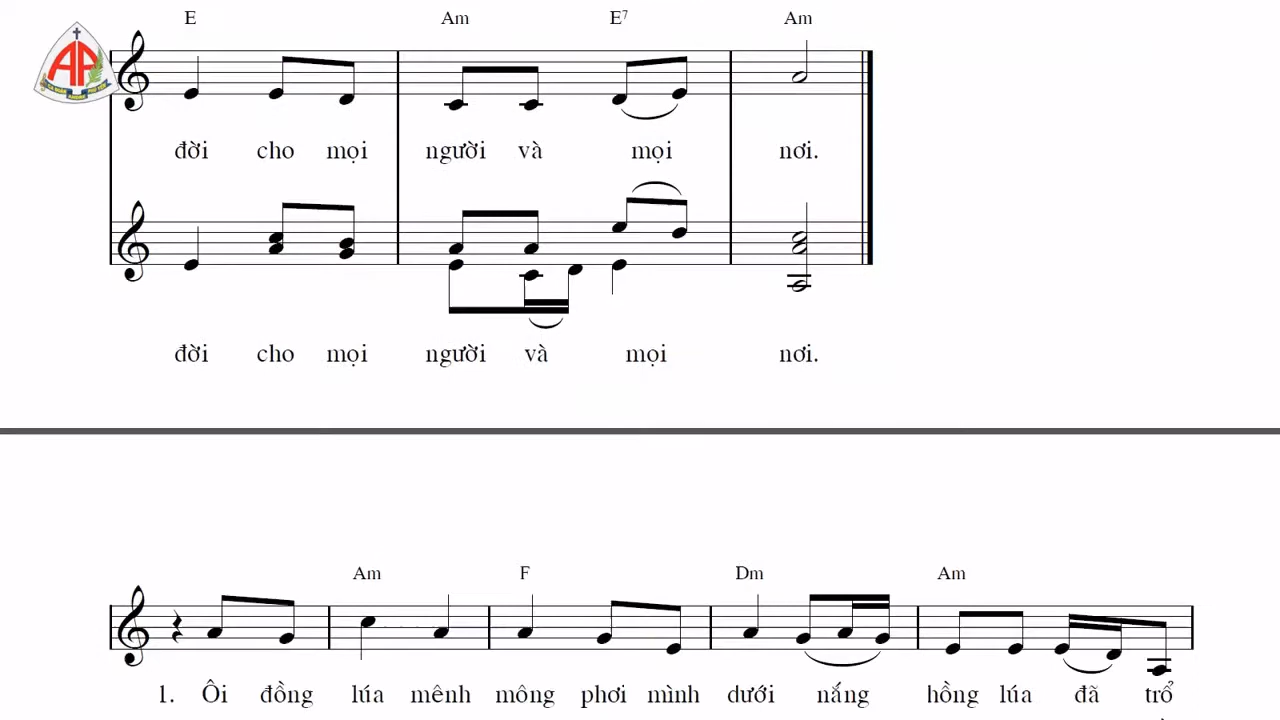 E Am E7 Am
đời cho mọi người và mọi nơi.
đời cho mọi người và mọi nơi.
Am F Dm Am
1. Ôi đồng lúa mênh mông phơi mình dưới nắng hồng lúa đã trổ